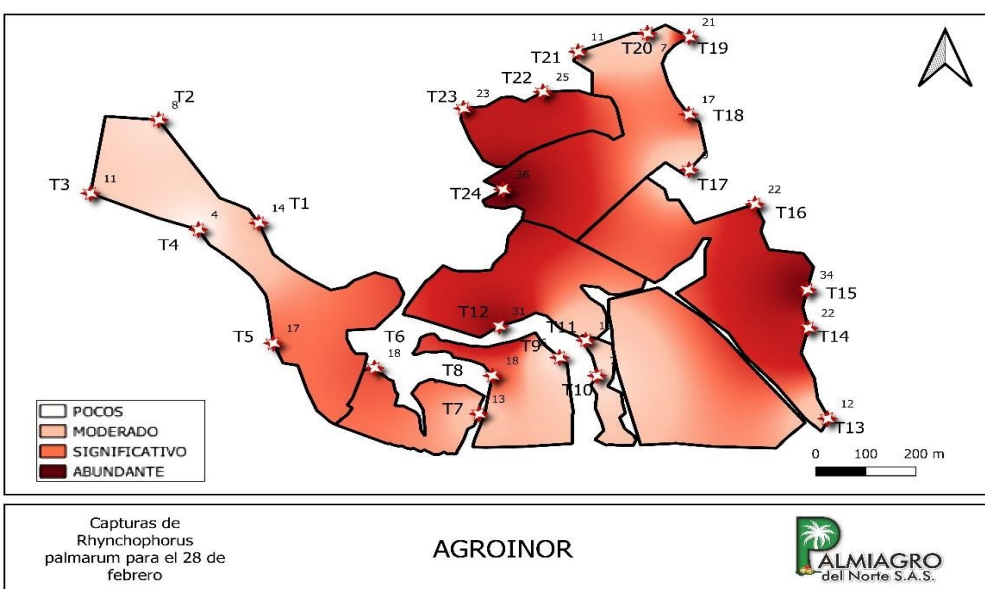 21
T19
11
T21
T20
7
T22
25
T23
23
17
T18
T2
8
T17
36
T24
T3
11
22
T16
14
T1
4
T4
34
T15
T12
31
22
T14
T11
17
T5
T6
18
T9
T8
18
T10
T7
13
12
T13
POCOS
MODERADO
SIGNIFICATIVO
ABUNDANTE
0 100 200 m
Capturas de
Rhynchophorus
palmarum para el 28 de
febrero
AGROINOR
PALMIAGRO
del Norte S.A.S.